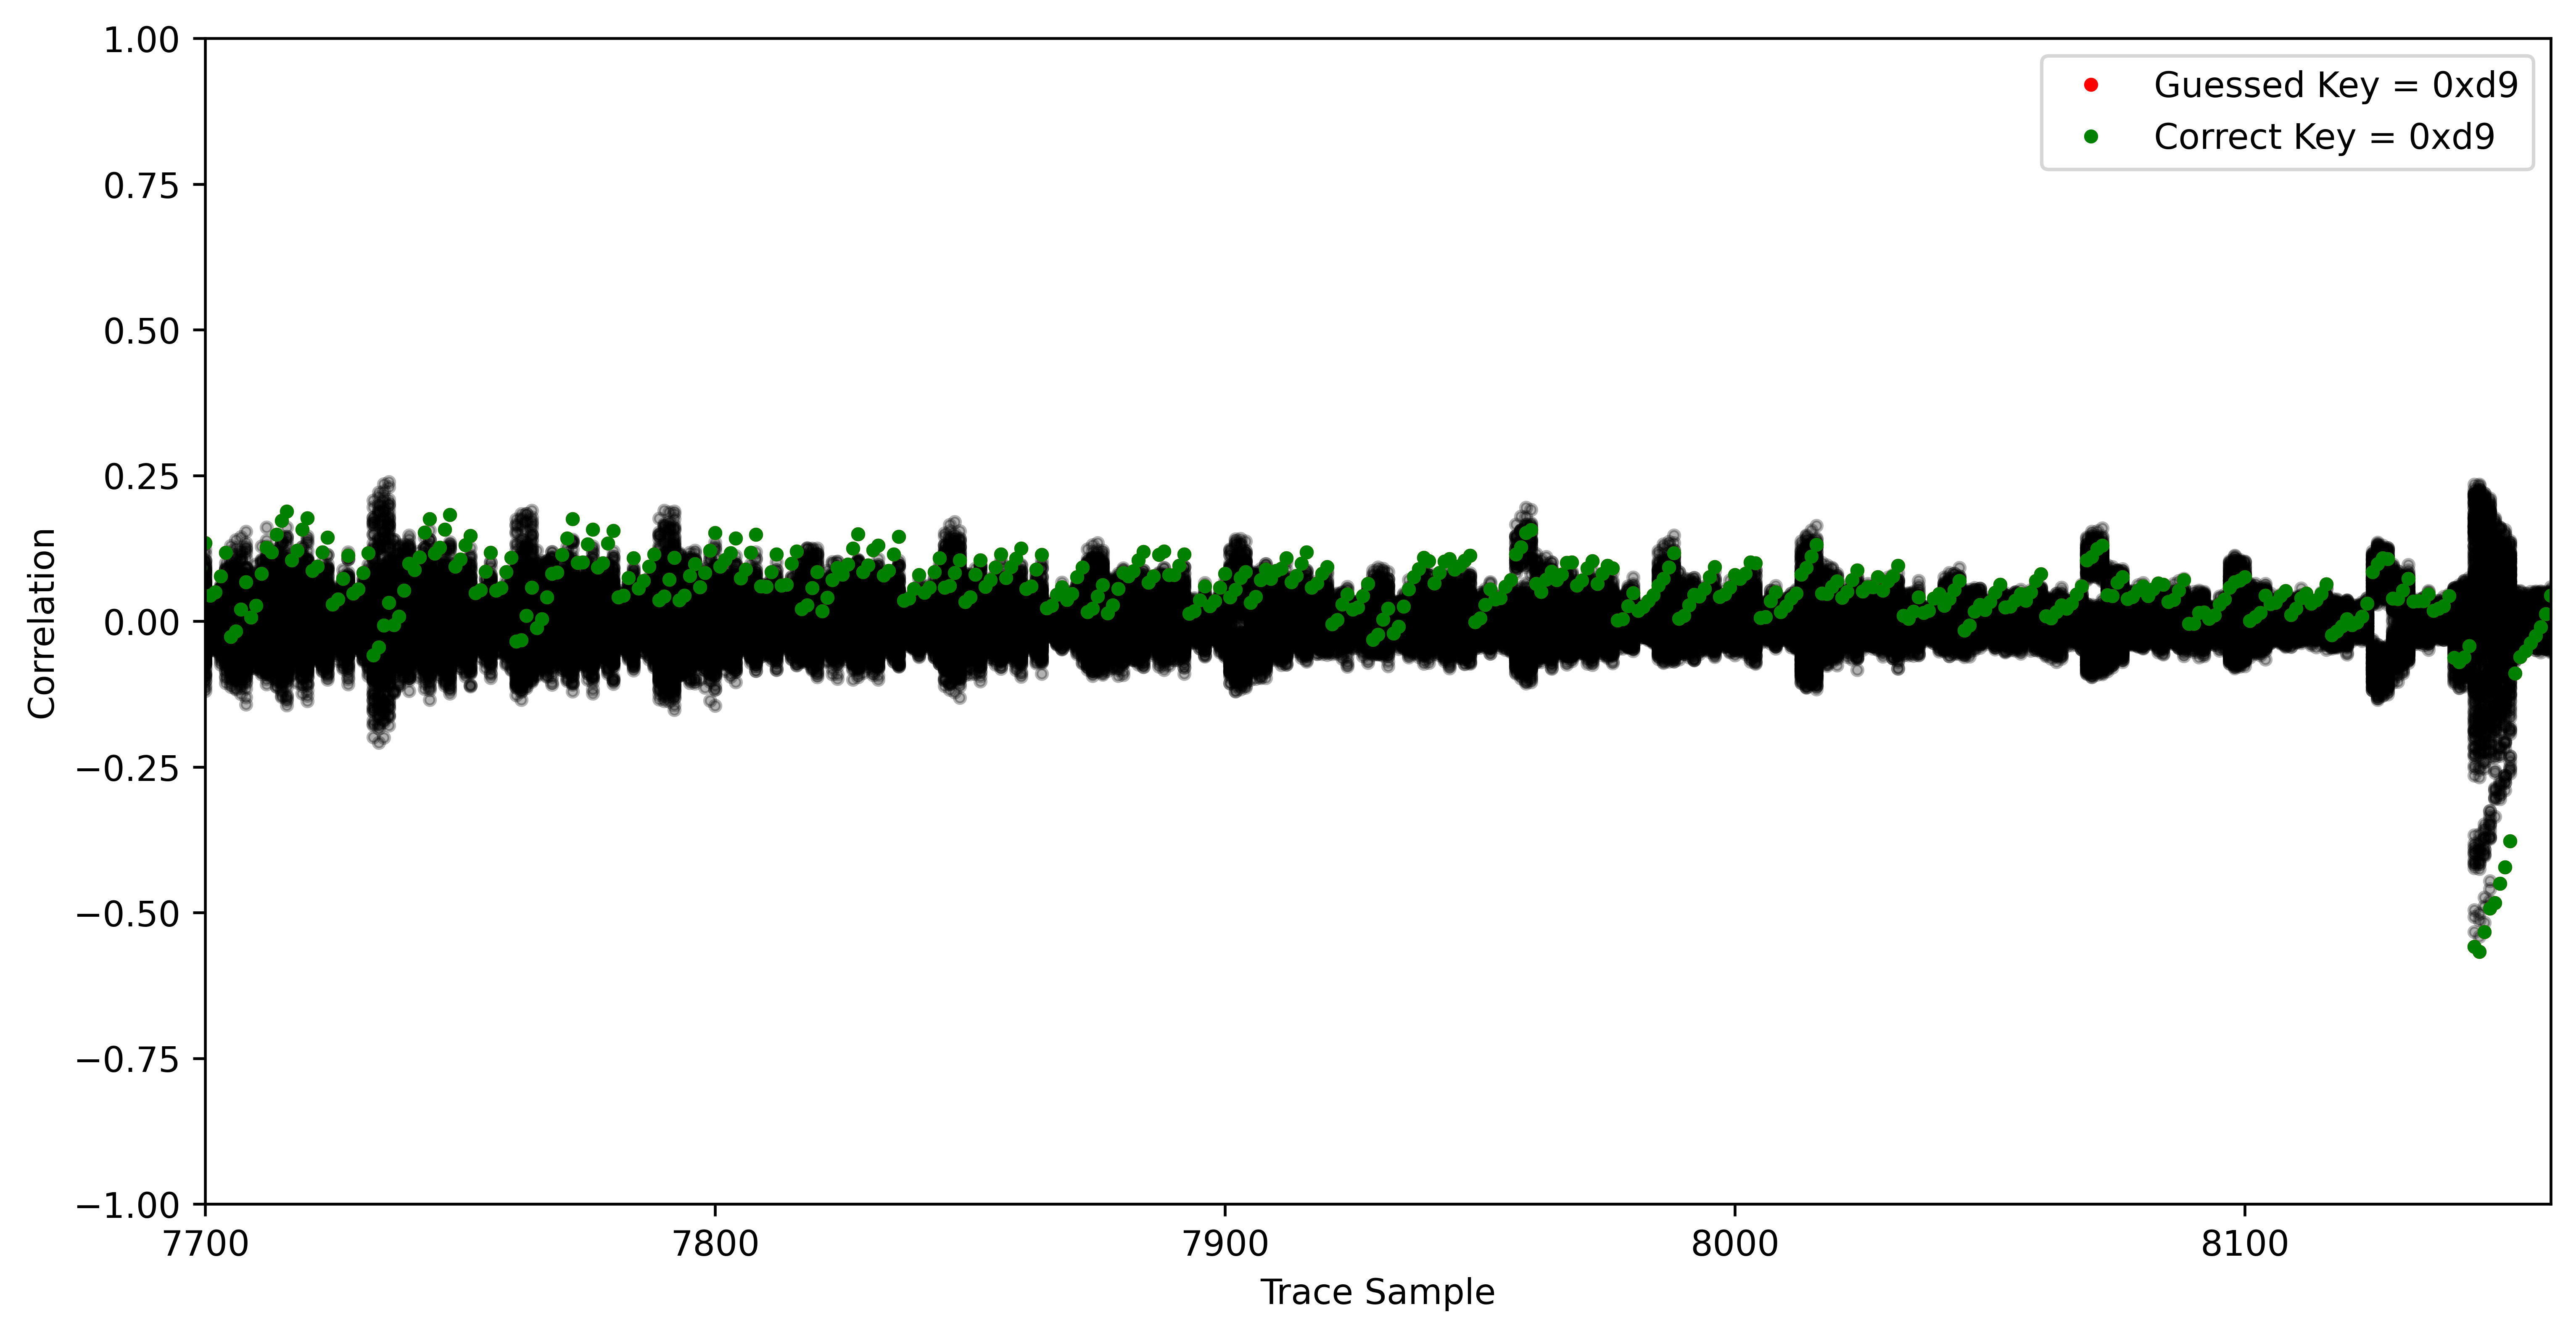 1.00
0.75
0.50
0.25
0.00
−0.25
−0.50
−0.75
−1.00
Correlation
Guessed Key = 0xd9
Correct Key = 0xd9
7700 7800 7900 8000 8100
Trace Sample